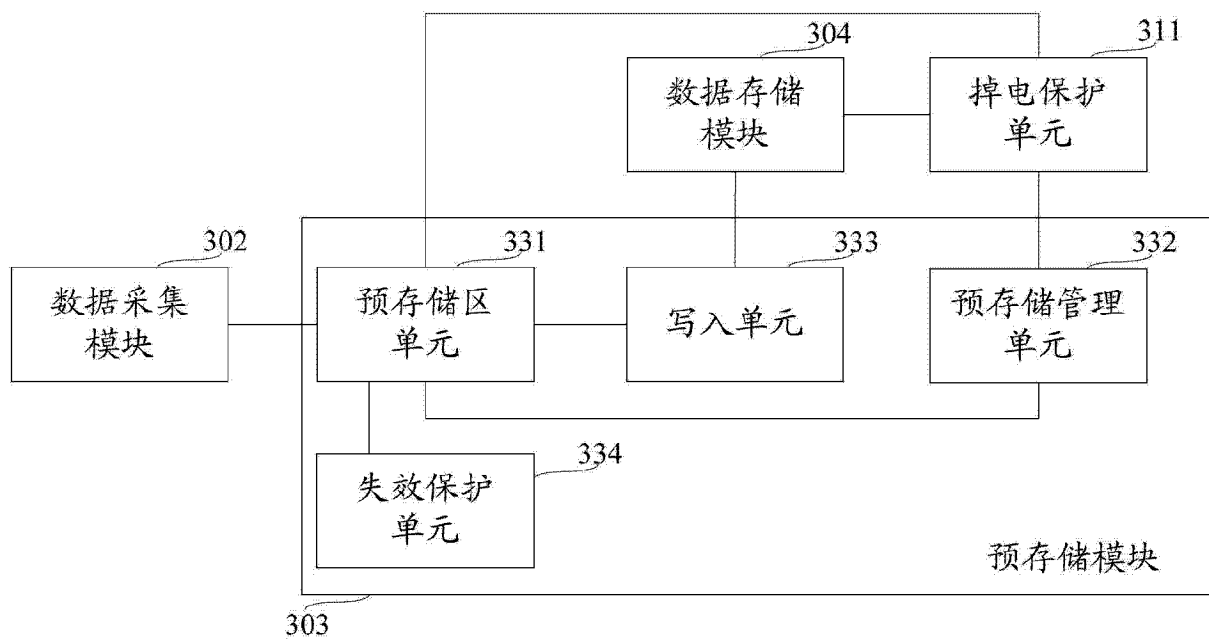 304
311
数据存储
模块
掉电保护
单元
302
331
333
332
数据采集
模块
预存储区
单元
写入单元
预存储管理
单元
334
失效保护
单元
预存储模块
303